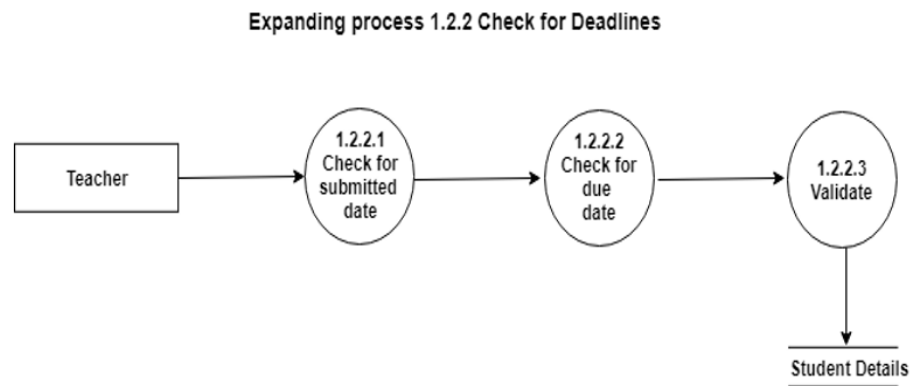 Expanding process 1.2.2 Check for Deadlines
Teacher
1.2.2.1
Check for
submitted
date
1.2.2.2
Check for
due
date
1.2.2.3
Validate
Student Details